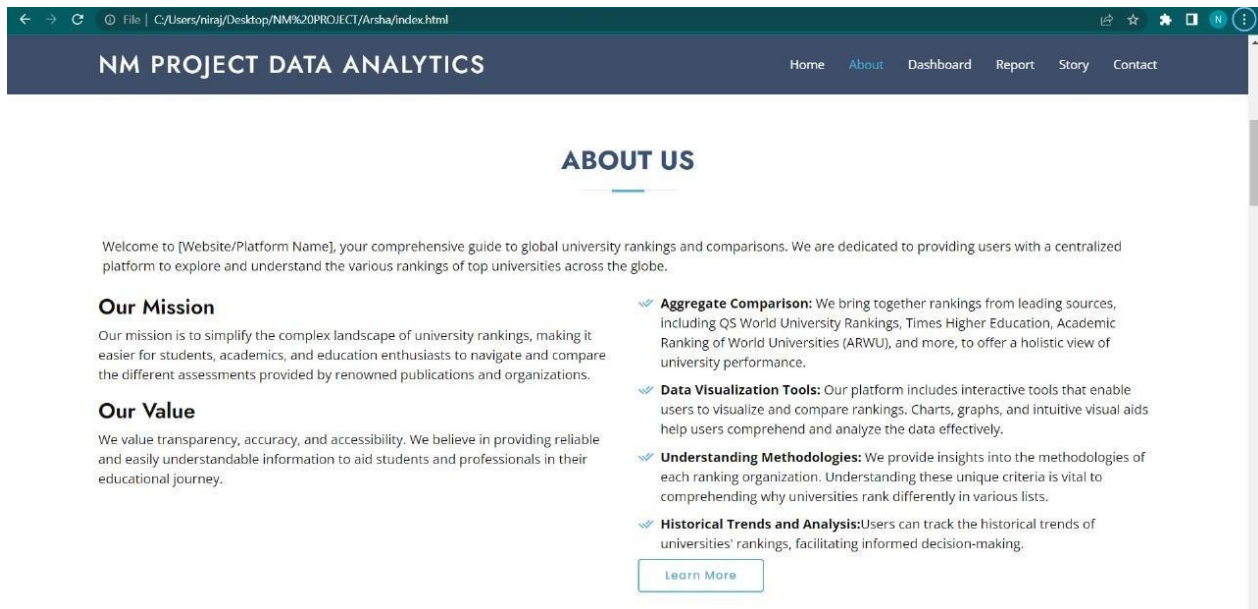 File | C:/Users/niraj/Desktop/NM%20PROJECT/Arsha/index.html
N
NM PROJECT DATA ANALYTICS
Home About Dashboard Report Story Contact
ABOUT US
Welcome to [Website/Platform Name], your comprehensive guide to global university rankings and comparisons. We are dedicated to providing users with a centralized
platform to explore and understand the various rankings of top universities across the globe.
Our Mission
Our mission is to simplify the complex landscape of university rankings, making it
easier for students, academics, and education enthusiasts to navigate and compare
the different assessments provided by renowned publications and organizations.
Our Value
We value transparency, accuracy, and accessibility. We believe in providing reliable
and easily understandable information to aid students and professionals in their
educational journey.
Aggregate Comparison: We bring together rankings from leading sources,
including QS World University Rankings, Times Higher Education, Academic
Ranking of World Universities (ARWU), and more, to offer a holistic view of
university performance.
Data Visualization Tools: Our platform includes interactive tools that enable
users to visualize and compare rankings. Charts, graphs, and intuitive visual aids
help users comprehend and analyze the data effectively.
Understanding Methodologies: We provide insights into the methodologies of
each ranking organization. Understanding these unique criteria is vital to
comprehending why universities rank differently in various lists.
Historical Trends and Analysis:Users can track the historical trends of
universities' rankings, facilitating informed decision-making.
Learn More